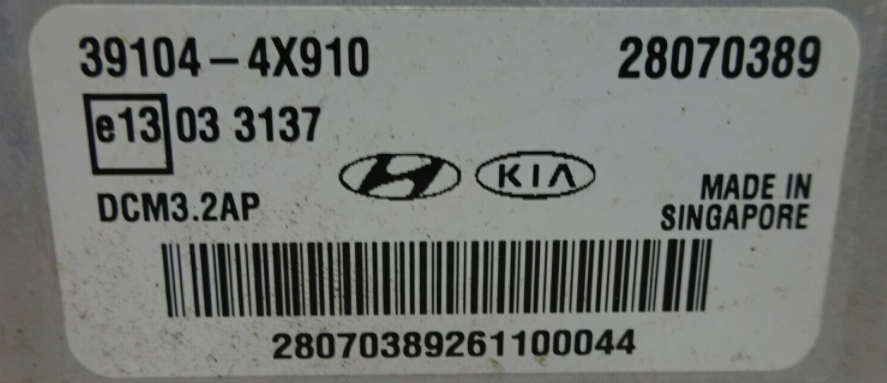 39104-4X910 28070389
e13 03 3137
KIA
DCM3.2AP
MADE IN
SINGAPORE
28070389261100044